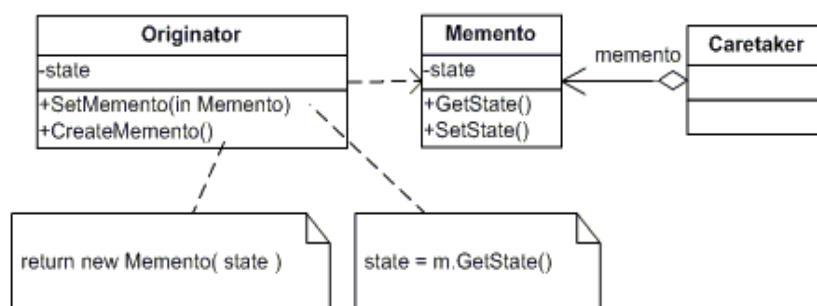 Originator
-state
+SetMemento(in Memento)
+CreateMemento()
Memento
-state
+GetState()
+SetState()
memento
Caretaker
return new Memento( state )
state = m.GetState()